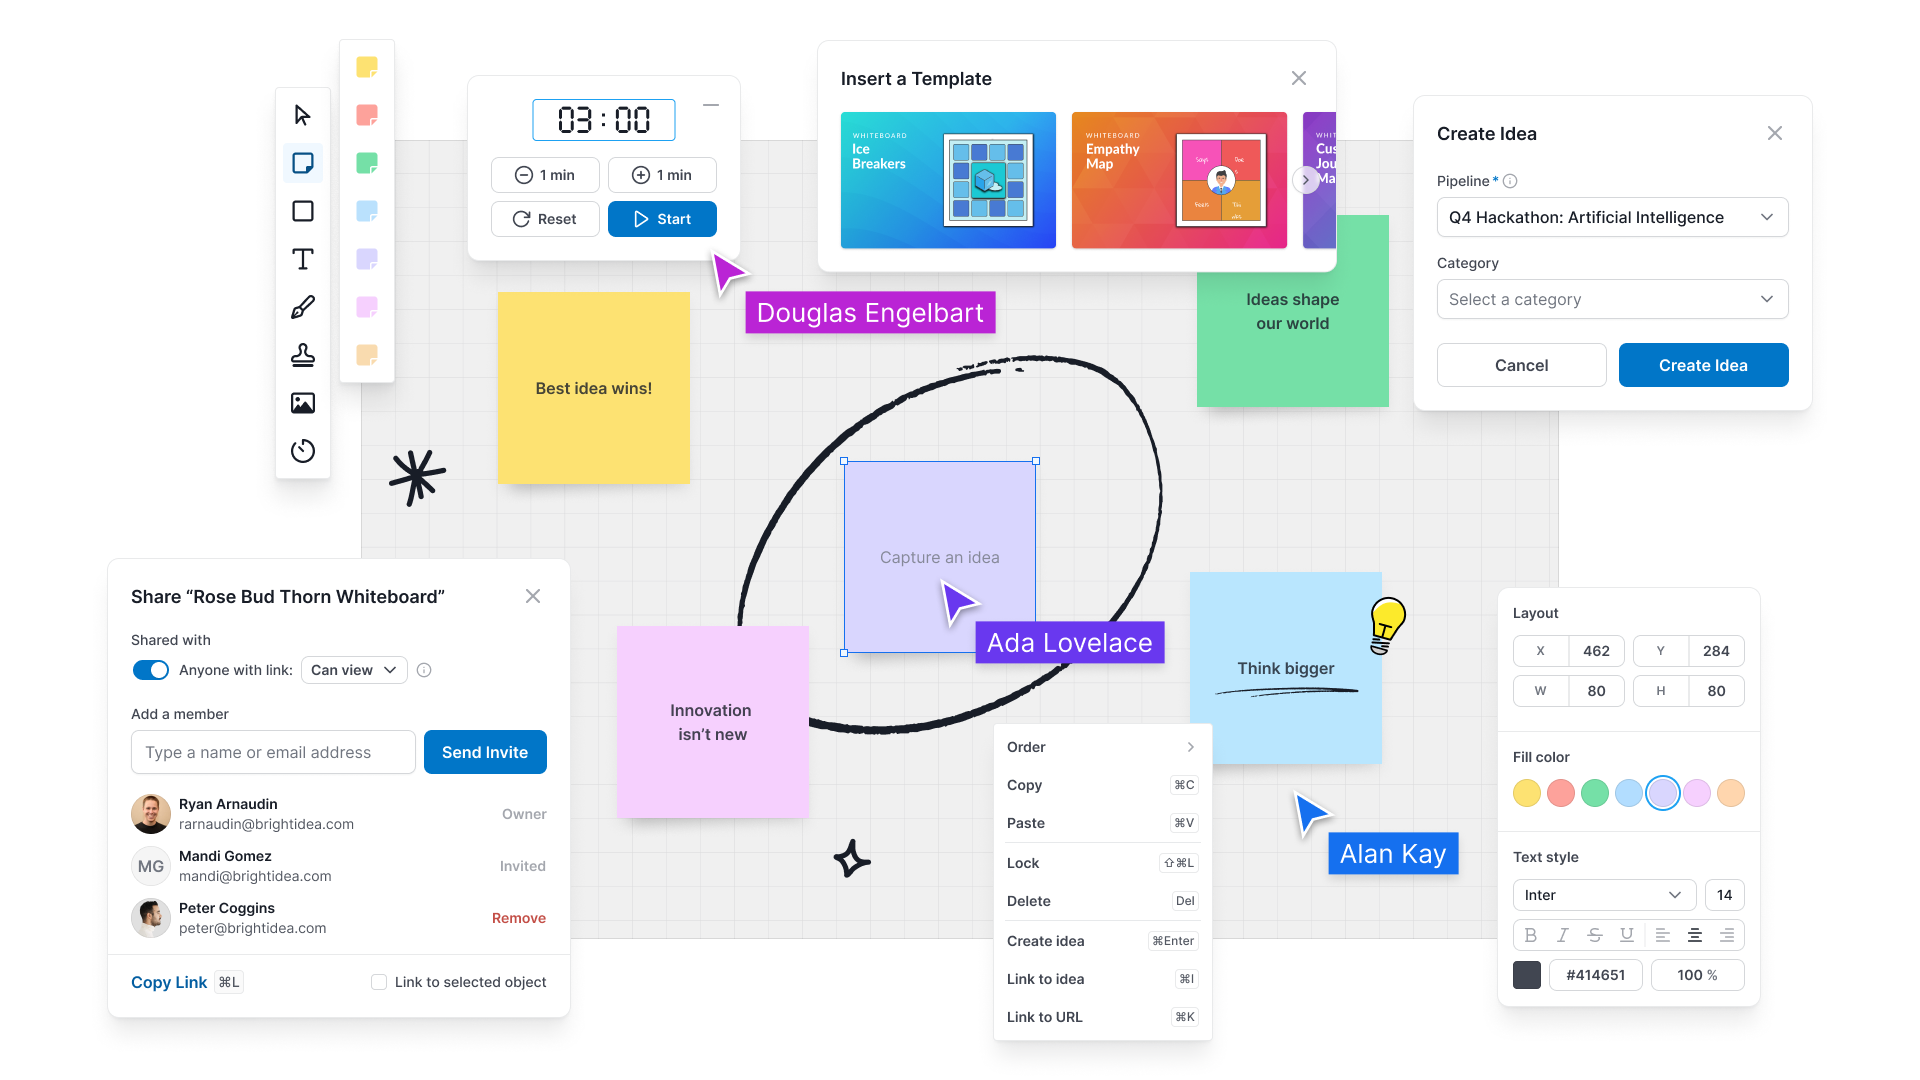 03:00
1 min
1 min
Reset
Start
Insert a Template
WHITEBOARD
Ice
Breakers
WHITEBOARD
Empathy
Map
Says
Feels
Douglas Engelbart
Create Idea
Pipeline*
Q4 Hackathon: Artificial Intelligence
Category
Select a category
Cancel
Create Idea
Best idea wins!
Ideas shape
our world
Capture an idea
Ada Lovelace
Innovation
isn’t new
Think bigger
Alan Kay
Share “Rose Bud Thorn Whiteboard”
Shared with
Anyone with link:
Can view
Add a member
Type a name or email address
Send Invite
Ryan Arnaudin
rarnaudin@brightidea.com
Owner
MG
Mandi Gomez
mandi@brightidea.com
Invited
Peter Coggins
peter@brightidea.com
Remove
Copy Link ⌘L
Link to selected object
Order
Copy ⌘C
Paste ⌘V
Lock ⇧⌘L
Delete Del
Create idea ⌘Enter
Link to idea ⌘I
Link to URL ⌘K
Layout
X 462 Y 284
W 80 H 80
Fill color
Text style
Inter 14
B I S U
#414651 100 %